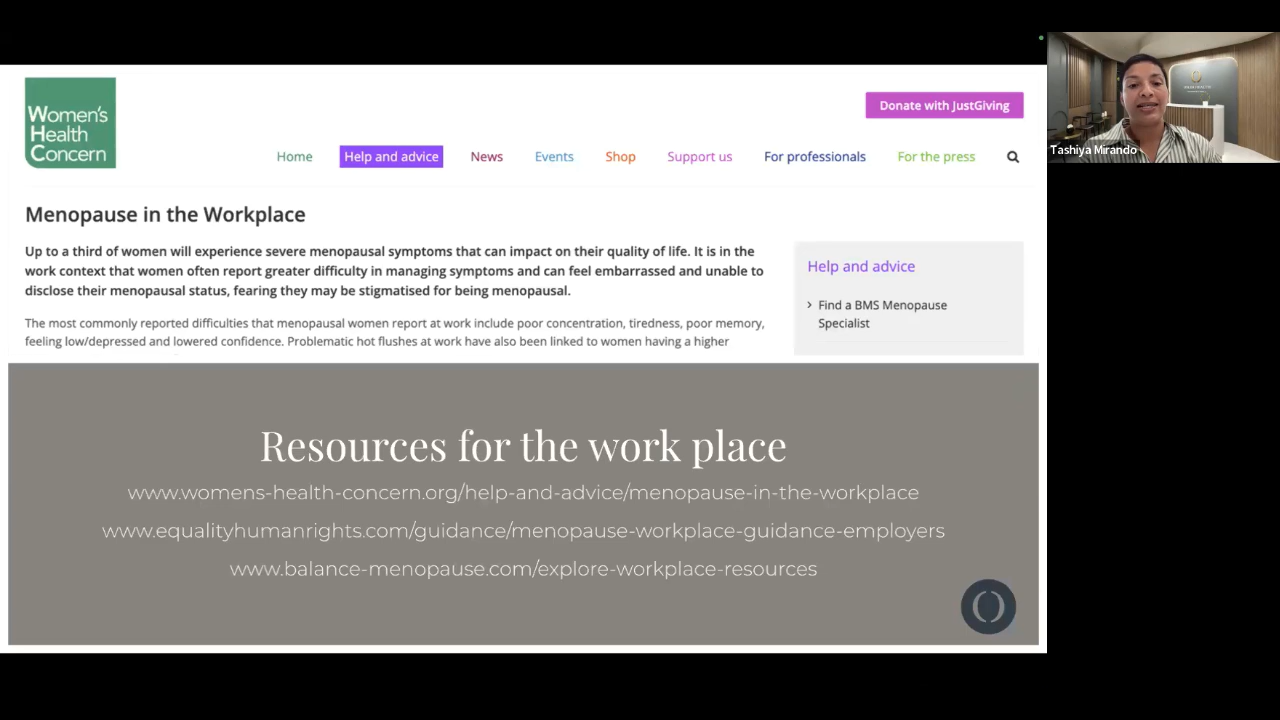 Women's
Health
Concern
Donate with JustGiving
Home
Help and advice
News
Events
Shop
Support us
For professionals
For the press
Menopause in the Workplace
Up to a third of women will experience severe menopausal symptoms that can impact on their quality of life. It is in the
work context that women often report greater difficulty in managing symptoms and can feel embarrassed and unable to
disclose their menopausal status, fearing they may be stigmatised for being menopausal.
The most commonly reported difficulties that menopausal women report at work include poor concentration, tiredness, poor memory,
feeling low/depressed and lowered confidence. Problematic hot flushes at work have also been linked to women having a higher
Help and advice
Find a BMS Menopause
Specialist
Resources for the work place
www.womens-health-concern.org/help-and-advice/menopause-in-the-workplace
www.equalityhumanrights.com/guidance/menopause-workplace-guidance-employers
www.balance-menopause.com/explore-workplace-resources
Tashiya Mirando